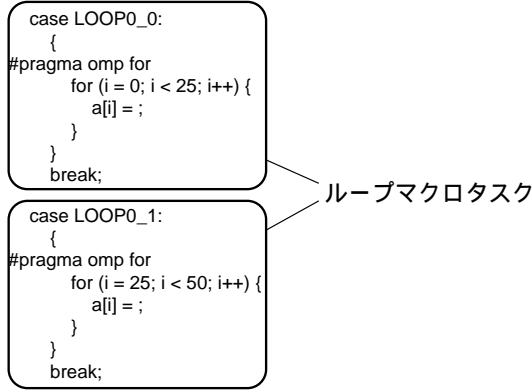 case LOOP0_0:
{
#pragma omp for
for (i = 0; i < 25; i++) {
a[i] = ;
}
}
break;
ループマクロタスク
case LOOP0_1:
{
#pragma omp for
for (i = 25; i < 50; i++) {
a[i] = ;
}
}
break;